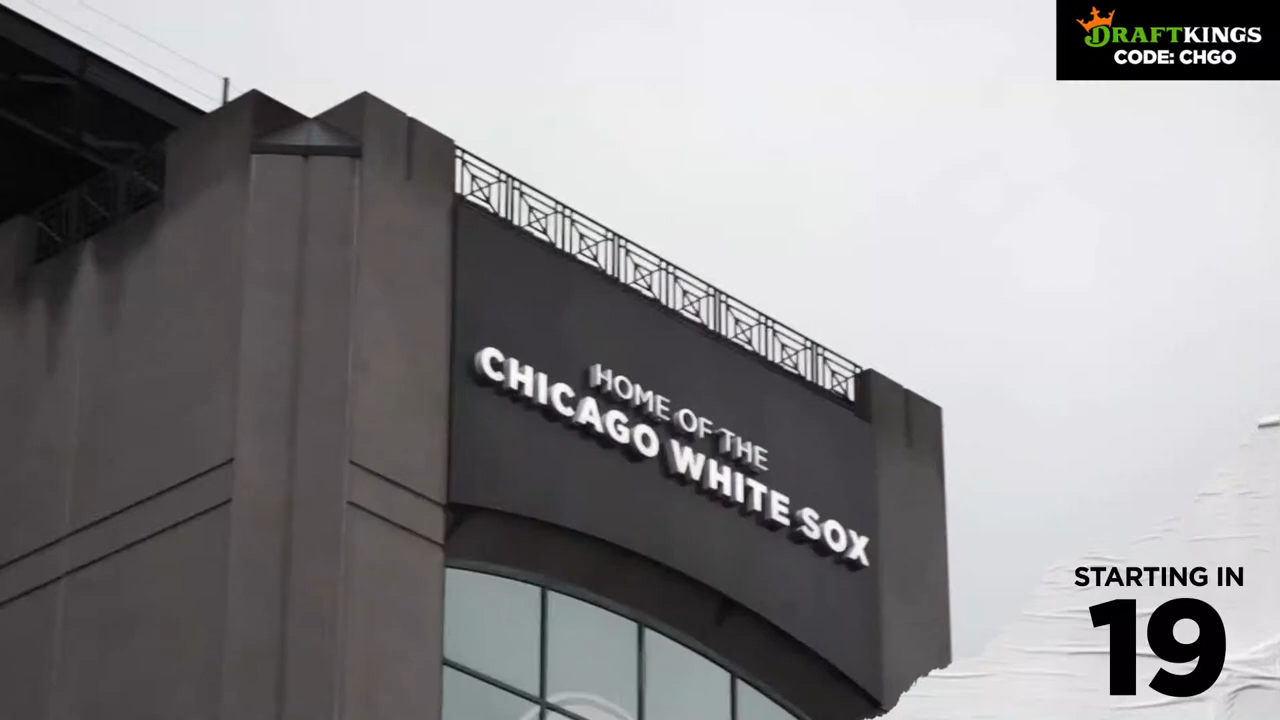 DRAFTKINGS
CODE: CHGO
HOME OF THE
CHICAGO WHITE SOX
STARTING IN
19